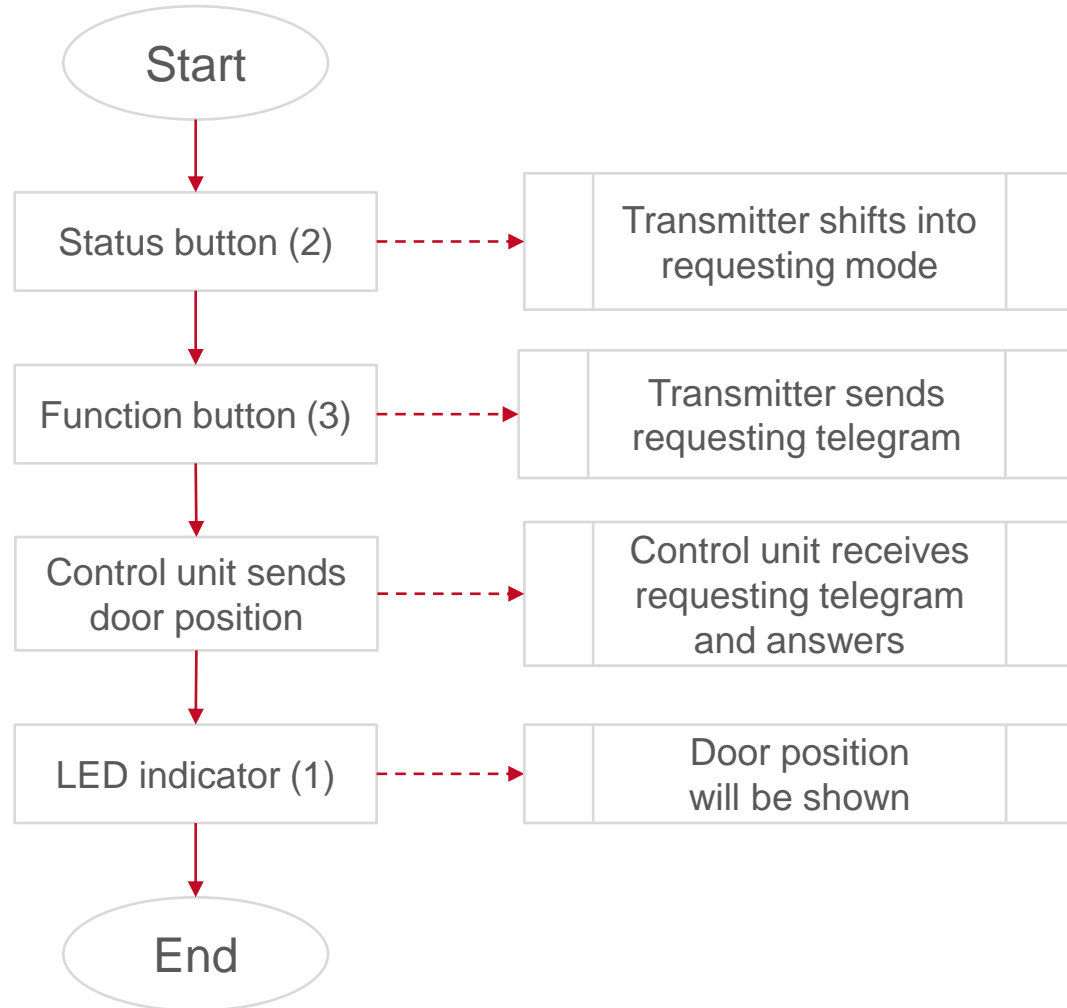 Start
Status button (2)
Transmitter shifts into
requesting mode
Function button (3)
Transmitter sends
requesting telegram
Control unit sends
door position
Control unit receives
requesting telegram
and answers
LED indicator (1)
Door position
will be shown
End